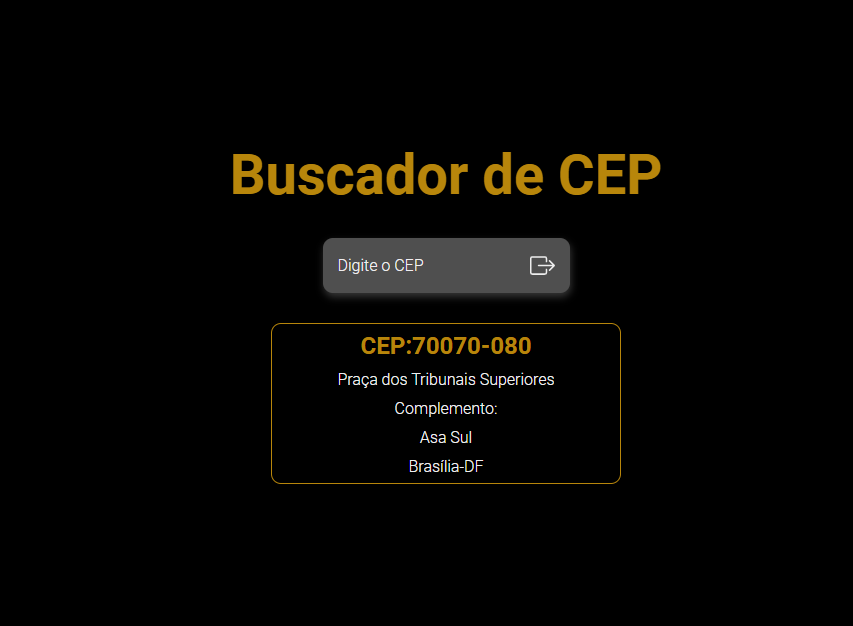 Buscador de CEP
Digite o CEP
CEP:70070-080
Praça dos Tribunais Superiores
Complemento:
Asa Sul
Brasília-DF